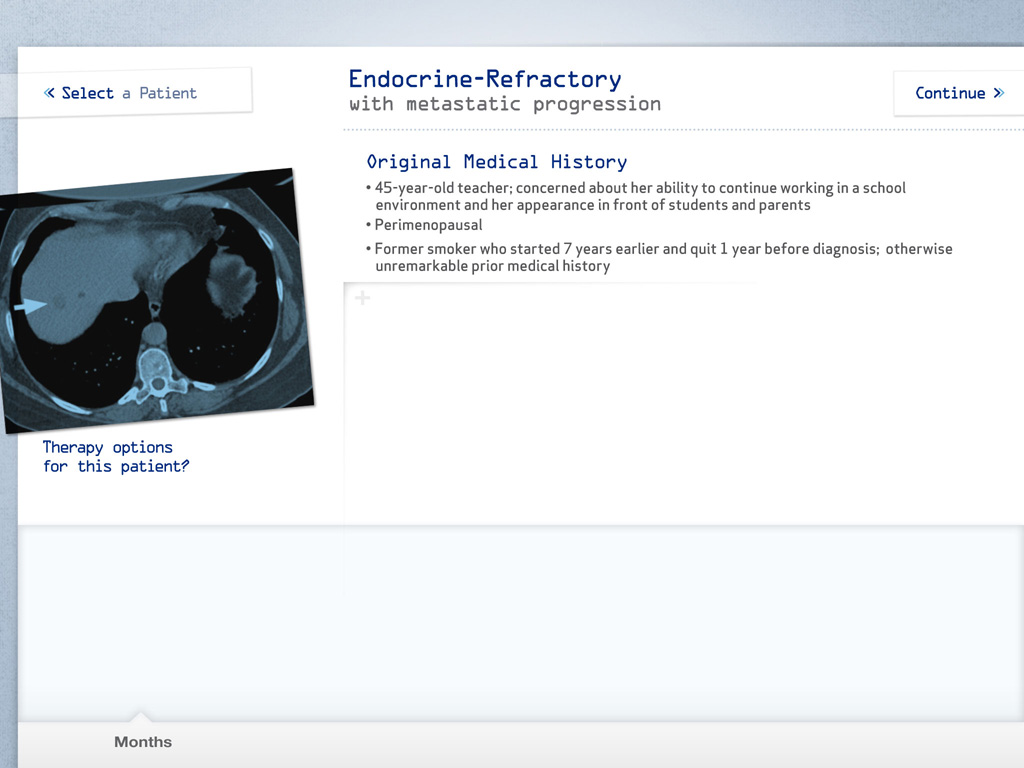 « Select a Patient
Endocrine-Refractory
with metastatic progression
Continue »
Original Medical History
• 45-year-old teacher; concerned about her ability to continue working in a school
environment and her appearance in front of students and parents
• Perimenopausal
• Former smoker who started 7 years earlier and quit 1 year before diagnosis; otherwise
unremarkable prior medical history
+
Therapy options
for this patient?
Months